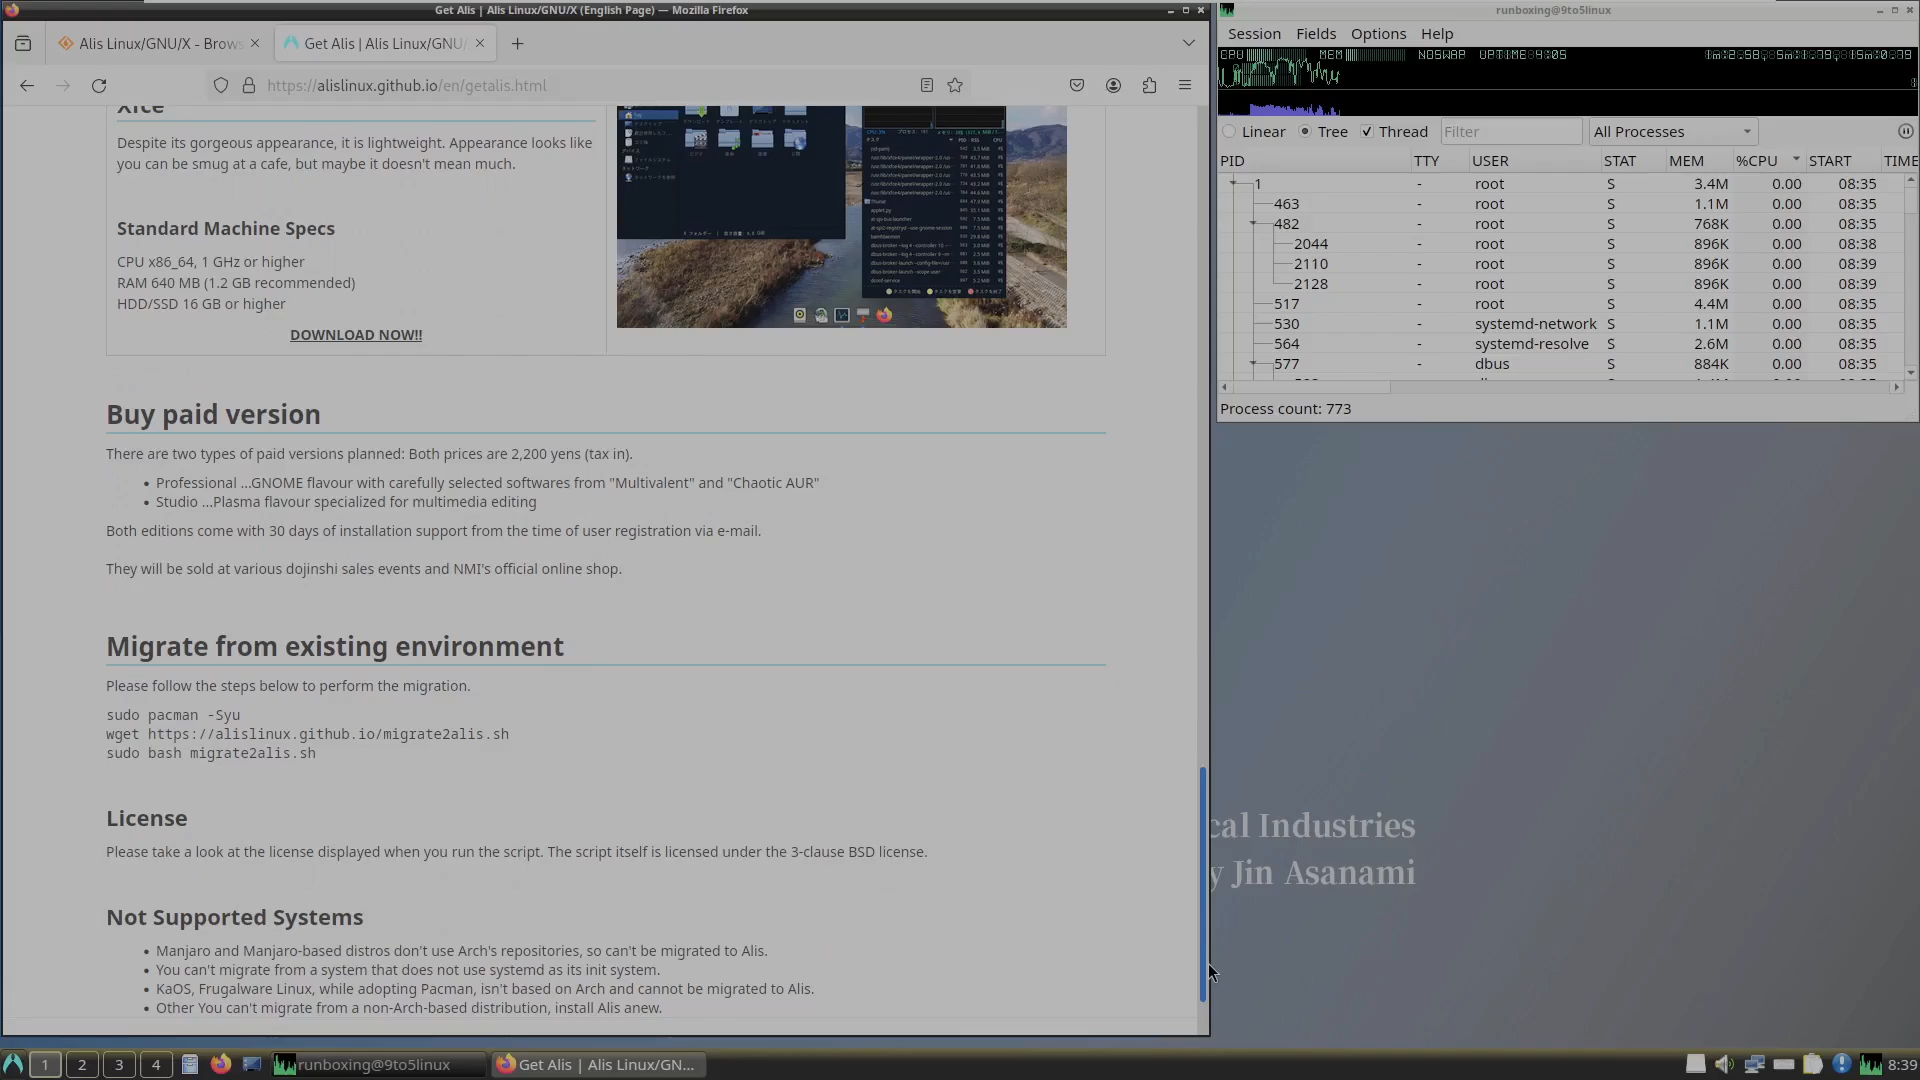 Get Alis | Alis Linux/GNU/X (English Page) — Mozilla Firefox
Alis Linux/GNU/X - Brows
Get Alis | Alis Linux/GNU/
https://alislinux.github.io/en/getalis.html
Xfce
Despite its gorgeous appearance, it is lightweight. Appearance looks like
you can be smug at a cafe, but maybe it doesn't mean much.
Standard Machine Specs
CPU x86_64, 1 GHz or higher
RAM 640 MB (1.2 GB recommended)
HDD/SSD 16 GB or higher
DOWNLOAD NOW!!
Buy paid version
There are two types of paid versions planned: Both prices are 2,200 yens (tax in).
• Professional ...GNOME flavour with carefully selected softwares from "Multivalent" and "Chaotic AUR"
• Studio ...Plasma flavour specialized for multimedia editing
Both editions come with 30 days of installation support from the time of user registration via e-mail.
They will be sold at various dojinshi sales events and NMI's official online shop.
Migrate from existing environment
Please follow the steps below to perform the migration.
sudo pacman -Syu
wget https://alislinux.github.io/migrate2alis.sh
sudo bash migrate2alis.sh
License
Please take a look at the license displayed when you run the script. The script itself is licensed under the 3-clause BSD license.
Not Supported Systems
• Manjaro and Manjaro-based distros don't use Arch's repositories, so can't be migrated to Alis.
• You can't migrate from a system that does not use systemd as its init system.
• KaOS, Frugalware Linux, while adopting Pacman, isn't based on Arch and cannot be migrated to Alis.
• Other You can't migrate from a non-Arch-based distribution, install Alis anew.
runboxing@9to5linux
Session Fields Options Help
CPU MEM NOSWAP UPTIME 4:05
Linear Tree Thread Filter All Processes
PID TTY USER STAT MEM %CPU START TIME
1 - root S 3.4M 0.00 08:35
463 - root S 1.1M 0.00 08:35
482 - root S 768K 0.00 08:35
2044 - root S 896K 0.00 08:38
2110 - root S 896K 0.00 08:39
2128 - root S 896K 0.00 08:39
517 - root S 4.4M 0.00 08:35
530 - systemd-network S 1.1M 0.00 08:35
564 - systemd-resolve S 2.6M 0.00 08:35
577 - dbus S 884K 0.00 08:35
Process count: 773
cal Industries
y Jin Asanami
1 2 3 4 runboxing@9to5linux Get Alis | Alis Linux/GN... 8:39